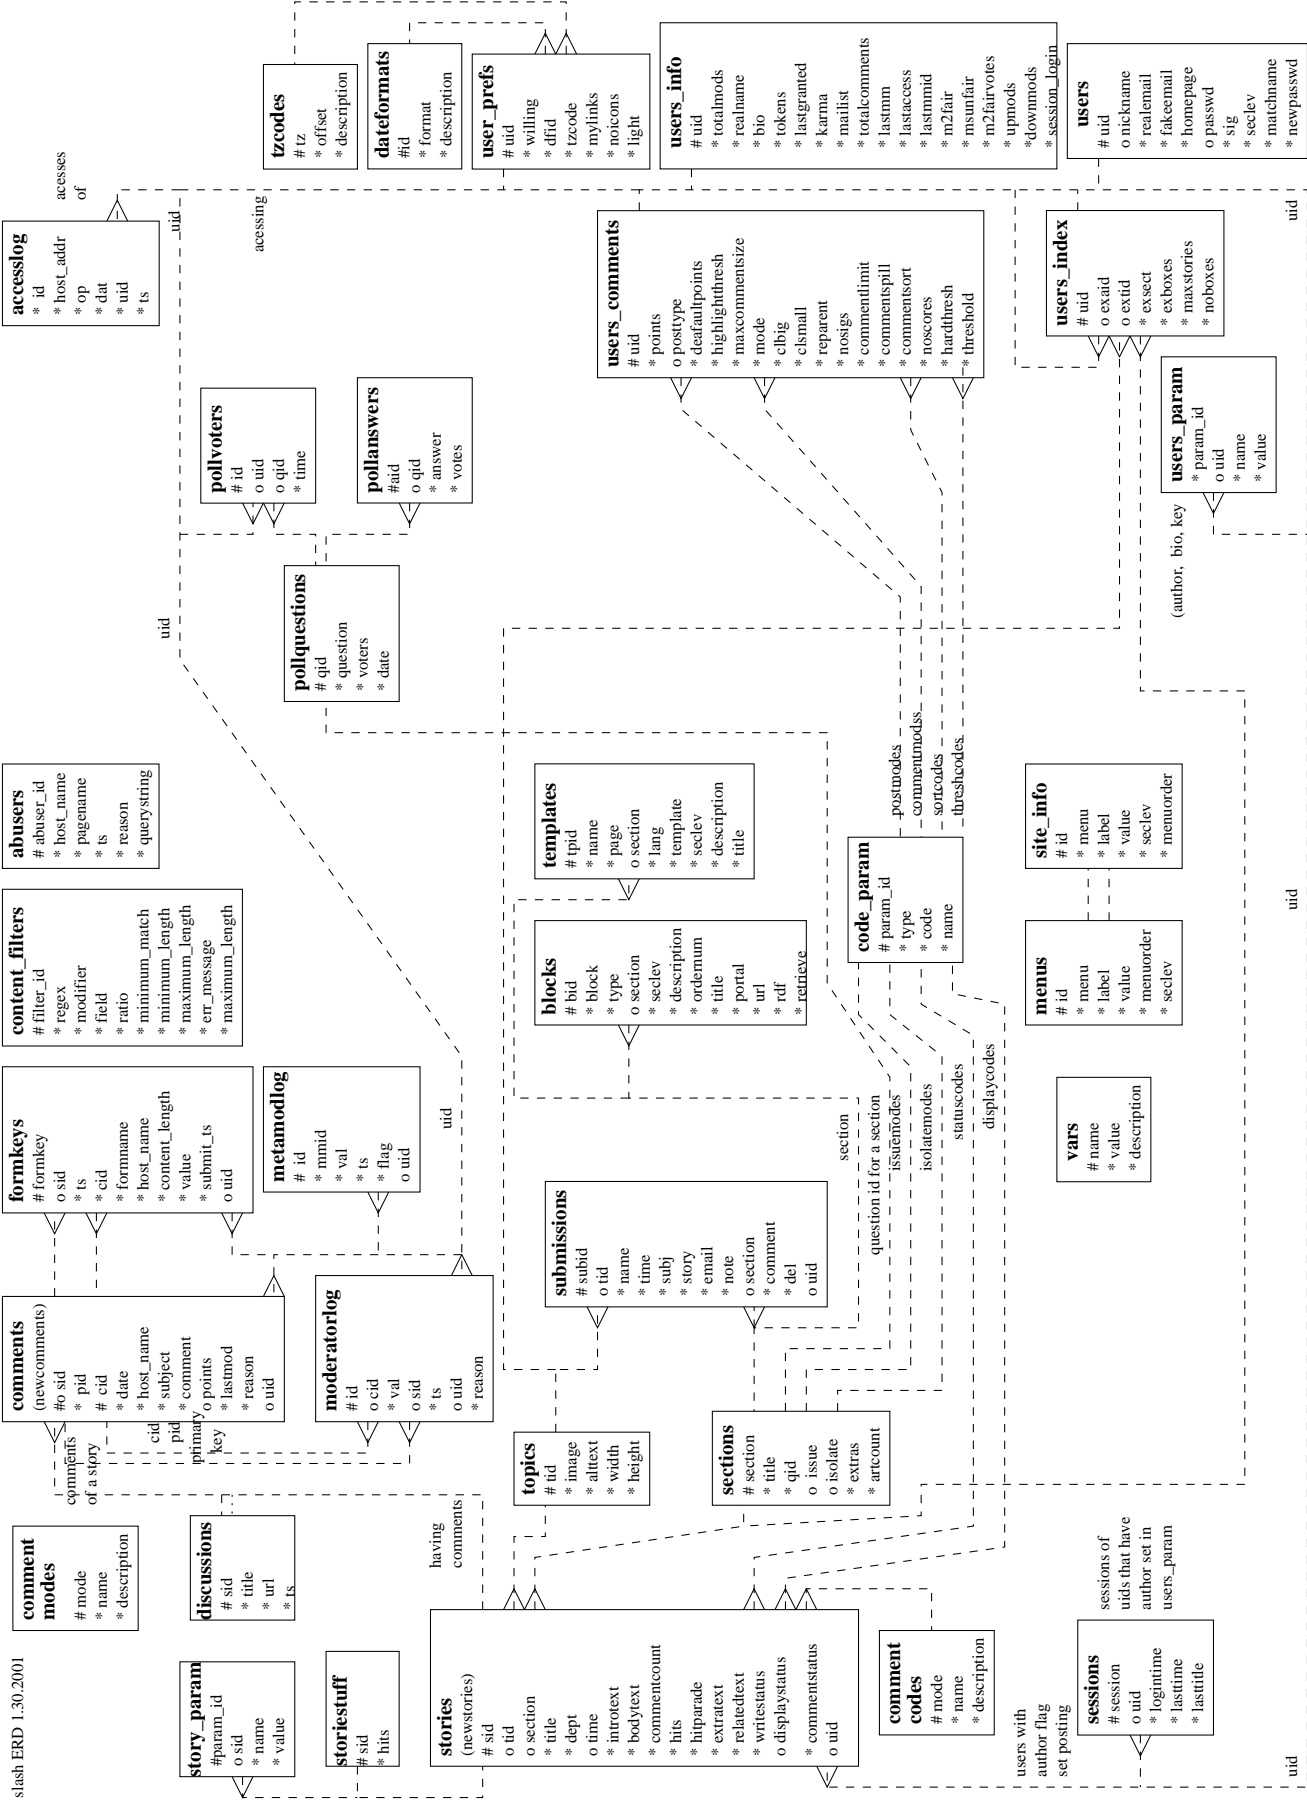 slash ERD 1.30.2001
comment
modes
# mode
* name
* description
comments
(newcomments)
#o sid
* pid
# cid
* date
* host_name
* subject
* comment
o points
* lastmod
* reason
o uid
formkeys
# formkey
o sid
* ts
* cid
* formname
* host_name
* content_length
* value
* submit_ts
o uid
content_filters
# filter_id
* regex
* modifier
* field
* ratio
* minimum_match
* minimum_length
* maximum_length
* err_message
* maximum_length
abusers
# abuser_id
* host_name
* pagename
* ts
* reason
* querystring
accesslog
* id
* host_addr
* op
* dat
* uid
* ts
acesses
of
comments
of a story
cid
pid
primary
key
uid
uid
acessing
story_param
#param_id
o sid
* name
* value
discussions
# sid
* title
* url
* ts
moderatorlog
# id
o cid
* val
o sid
* ts
o uid
* reason
metamodlog
# id
* mmid
* val
* ts
* flag
o uid
uid
pollquestions
# qid
* question
* voters
* date
pollvoters
# id
o uid
o qid
* time
pollanswers
#aid
o qid
* answer
* votes
tzcodes
# tz
* offset
* description
dateformats
#id
* format
* description
user_prefs
# uid
* willing
* dfid
* tzcode
* mylinks
* noicons
* light
storiestuff
# sid
* hits
having
comments
stories
(newstories)
# sid
o tid
o section
* title
* dept
o time
* introtext
* bodytext
* commentcount
* hits
* hitparade
* extratext
* relatedtext
* writestatus
o displaystatus
* commentstatus
o uid
topics
# tid
* image
* alttext
* width
* height
submissions
# subid
o tid
* name
* time
* subj
* story
* email
* note
o section
* comment
* del
o uid
blocks
# bid
* block
* type
o section
* seclev
* description
* ordernum
* title
* portal
* url
* rdf
* retrieve
templates
# tpid
* name
* page
o section
* lang
* template
* seclev
* description
* title
users_comments
# uid
* points
o posttype
* deafaultpoints
* highlightthresh
* maxcommentsize
* mode
* clbig
* clsmall
* reparent
* nosigs
* commentlimit
* commentspill
* commentsort
* noscores
* hardthresh
* threshold
users_info
# uid
* totalmods
* realname
* bio
* tokens
* lastgranted
* karma
* mailist
* totalcomments
* lastmm
* lastaccess
* lastmmid
* m2fair
* msunfair
* m2fairvotes
* upmods
*downmods
* session_login
sections
# section
* title
* qid
o issue
o isolate
* extras
* artcount
section
question id for a section
issuemodes
isolatemodes
statuscodes
displaycodes
code_param
# param_id
* type
* code
* name
postmodes
commentmodss
sortcodes
threshcodes
comment
codes
# mode
* name
* description
users with
author flag
set posting
sessions
# session
o uid
* logintime
* lasttime
* lasttitle
sessions of
uids that have
author set in
users_param
vars
# name
* value
* description
menus
# id
* menu
* label
* value
* menuorder
* seclev
site_info
# id
* menu
* label
* value
* seclev
* menuorder
users_index
# uid
o exaid
o extid
* exsect
* exboxes
* maxstories
* noboxes
users
# uid
o nickname
* realemail
* fakeemail
* homepage
o passwd
* sig
* seclev
* matchname
* newpasswd
users_param
* param_id
o uid
* name
* value
(author, bio, key
uid
uid
uid